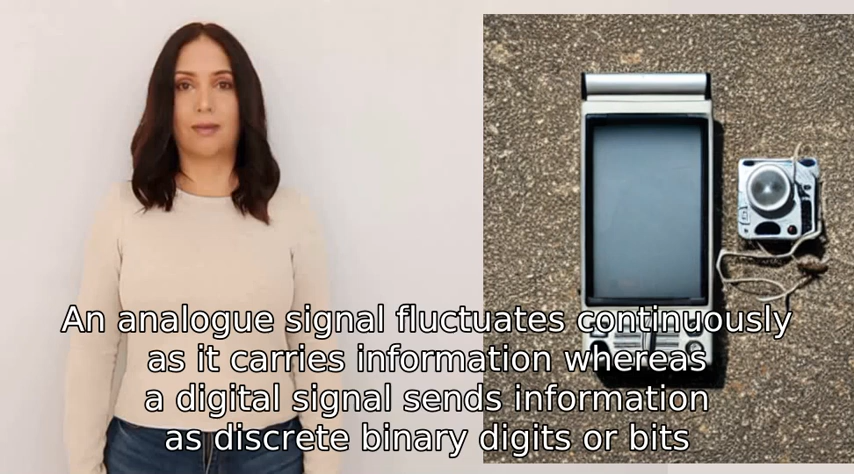 An analogue signal fluctuates continuously
as it carries information whereas
a digital signal sends information
as discrete binary digits or bits